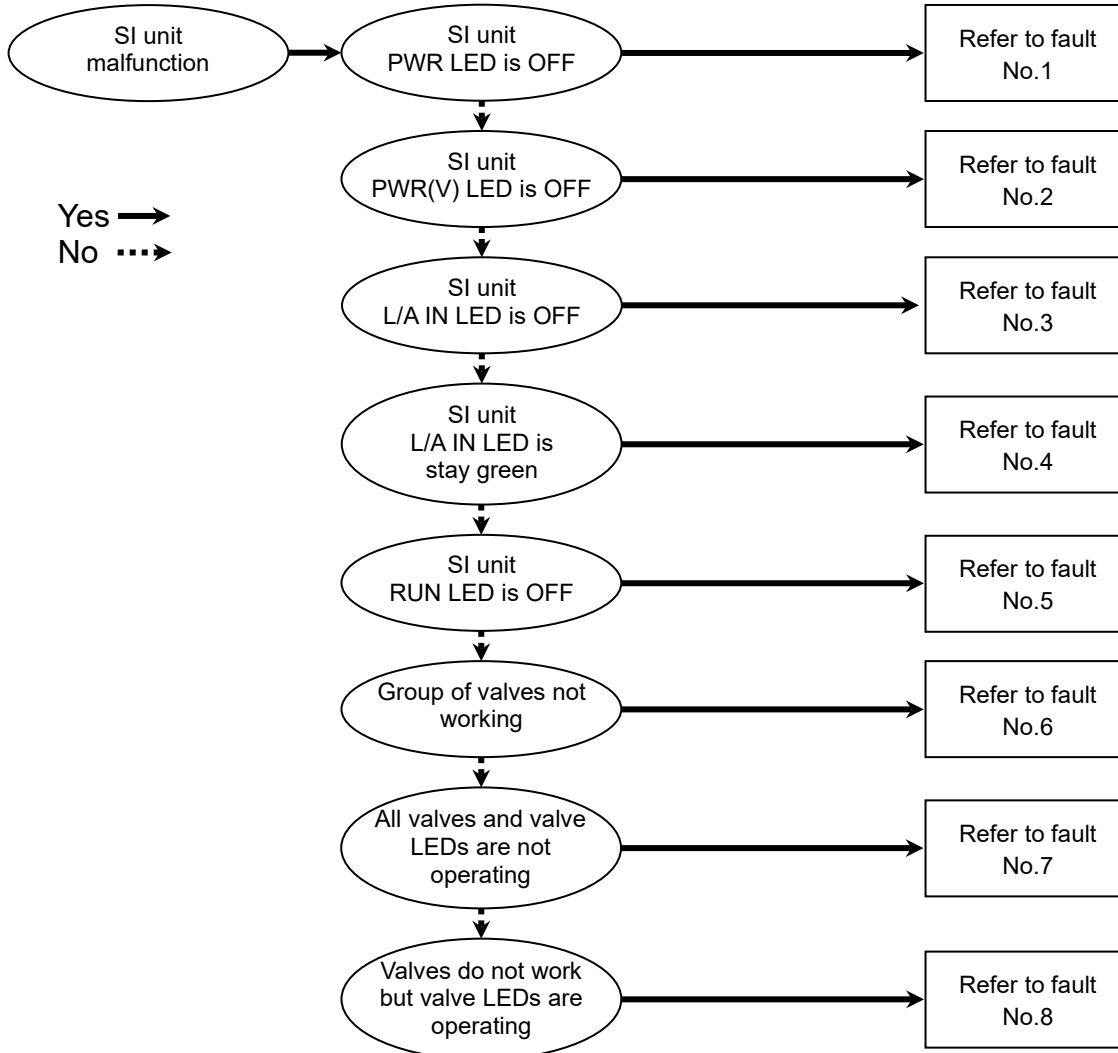 SI unit
malfunction
SI unit
PWR LED is OFF
Refer to fault
No.1
SI unit
PWR(V) LED is OFF
Refer to fault
No.2
Yes
No
SI unit
L/A IN LED is OFF
Refer to fault
No.3
SI unit
L/A IN LED is
stay green
Refer to fault
No.4
SI unit
RUN LED is OFF
Refer to fault
No.5
Group of valves not
working
Refer to fault
No.6
All valves and valve
LEDs are not
operating
Refer to fault
No.7
Valves do not work
but valve LEDs are
operating
Refer to fault
No.8